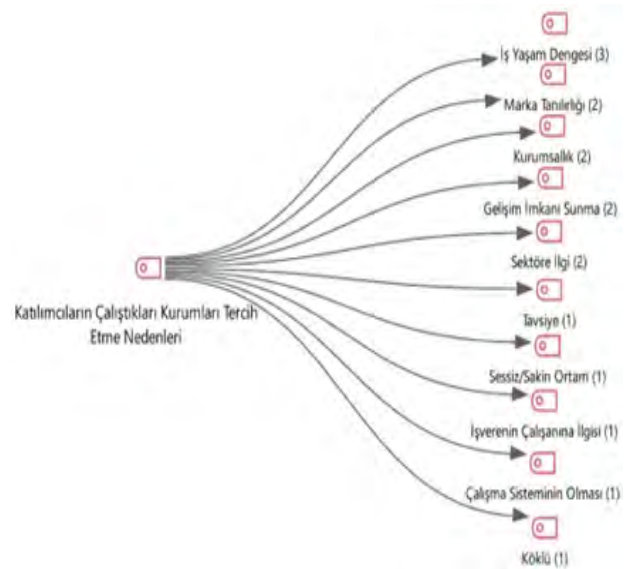 İş Yaşam Dengesi (3)
Marka Tanılırlığı (2)
Kurumsallık (2)
Gelişim İmkanı Sunma (2)
Sektöre İlgi (2)
Katılımcıların Çalıştıkları Kurumları Tercih
Etme Nedenleri
Tavsiye (1)
Sessiz/Sakin Ortam (1)
İşverenin Çalışanına İlgisi (1)
Çalışma Sisteminin Olması (1)
Köklü (1)